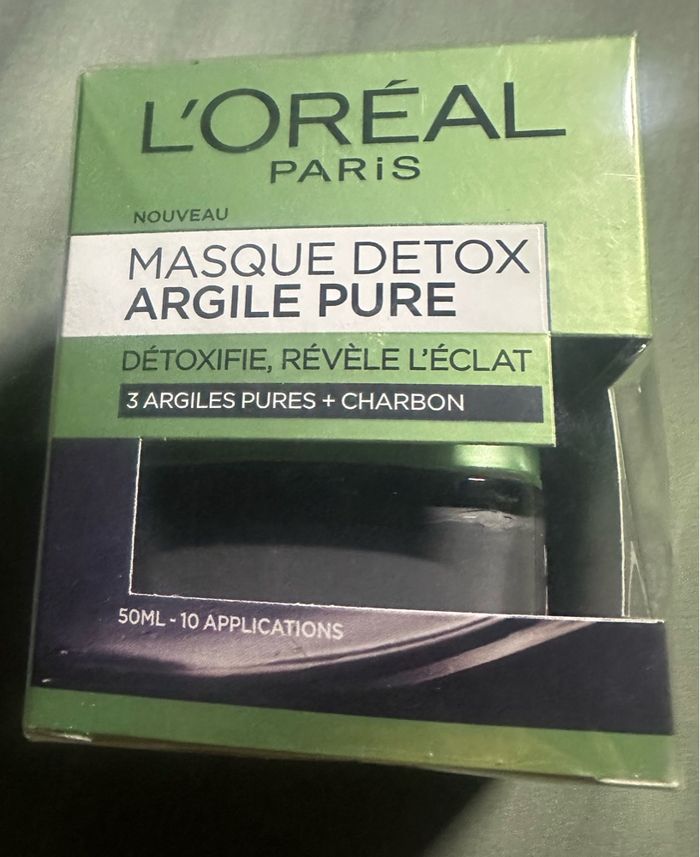 L'ORÉAL
PARiS
NOUVEAU
MASQUE DETOX
ARGILE PURE
DÉTOXIFIE, RÉVÈLE L'ÉCLAT
3 ARGILES PURES + CHARBON
50ML - 10 APPLICATIONS